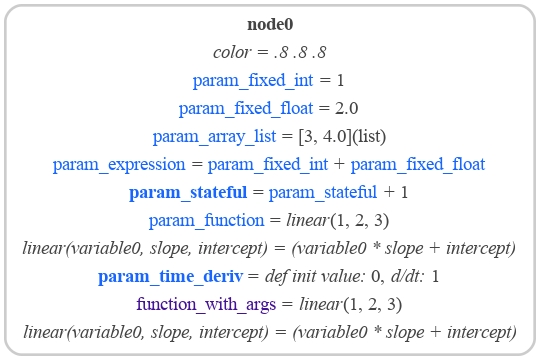 node0
color = .8 .8 .8
param_fixed_int = 1
param_fixed_float = 2.0
param_array_list = [3, 4.0](list)
param_expression = param_fixed_int + param_fixed_float
param_stateful = param_stateful + 1
param_function = linear(1, 2, 3)
linear(variable0, slope, intercept) = (variable0 * slope + intercept)
param_time_deriv = def init value: 0, d/dt: 1
function_with_args = linear(1, 2, 3)
linear(variable0, slope, intercept) = (variable0 * slope + intercept)